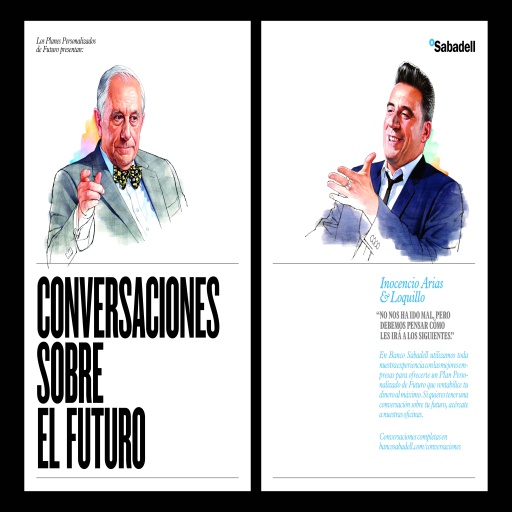 Los Planes Personalizados
de Futuro presentan:
CONVERSACIONES
SOBRE
EL FUTURO
Sabadell
Inocencio Arias
& Loquillo
“NO NOS HA IDO MAL, PERO
DEBEMOS PENSAR CÓMO
LES IRÁ A LOS SIGUIENTES.”
En Banco Sabadell utilizamos toda
nuestra experiencia con las mejores em-
presas para ofrecerte un Plan Perso-
nalizado de Futuro que rentabilice tu
dinero al máximo. Si quieres tener una
conversación sobre tu futuro, acércate
a nuestras oficinas.
Conversaciones completas en
bancosabadell.com/conversaciones